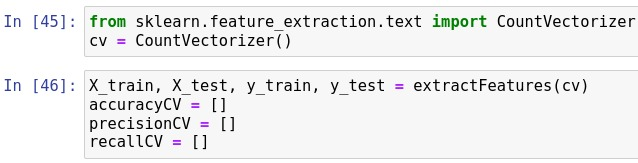 In [45]: from sklearn.feature_extraction.text import CountVectorizer
cv = CountVectorizer()
In [46]: X_train, X_test, y_train, y_test = extractFeatures(cv)
accuracyCV = []
precisionCV = []
recallCV = []